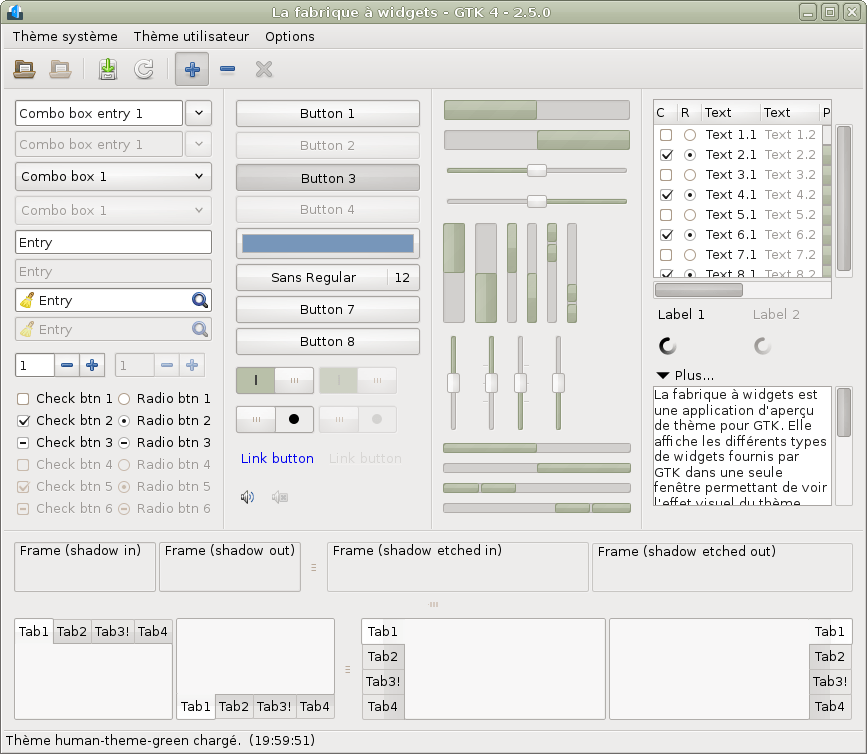 La fabrique à widgets - GTK 4 - 2.5.0
Thème système Thème utilisateur Options
Combo box entry 1
Combo box entry 1
Combo box 1
Combo box 1
Entry
Entry
Entry
Entry
1 1
Check btn 1 Radio btn 1
Check btn 2 Radio btn 2
Check btn 3 Radio btn 3
Check btn 4 Radio btn 4
Check btn 5 Radio btn 5
Check btn 6 Radio btn 6
Button 1
Button 2
Button 3
Button 4
Sans Regular 12
Button 7
Button 8
Link button Link button
C R Text Text P
Text 1.1 Text 1.2
Text 2.1 Text 2.2
Text 3.1 Text 3.2
Text 4.1 Text 4.2
Text 5.1 Text 5.2
Text 6.1 Text 6.2
Text 7.1 Text 7.2
Text 8.1 Text 8.2
Label 1 Label 2
Plus...
La fabrique à widgets est
une application d'aperçu
de thème pour GTK. Elle
affiche les différents types
de widgets fournis par
GTK dans une seule
fenêtre permettant de voir
l'effet visuel du thème
Frame (shadow in) Frame (shadow out) Frame (shadow etched in) Frame (shadow etched out)
Tab1 Tab2 Tab3! Tab4
Tab1 Tab2 Tab3! Tab4
Tab1
Tab2
Tab3!
Tab4
Tab1
Tab2
Tab3!
Tab4
Thème human-theme-green chargé. (19:59:51)